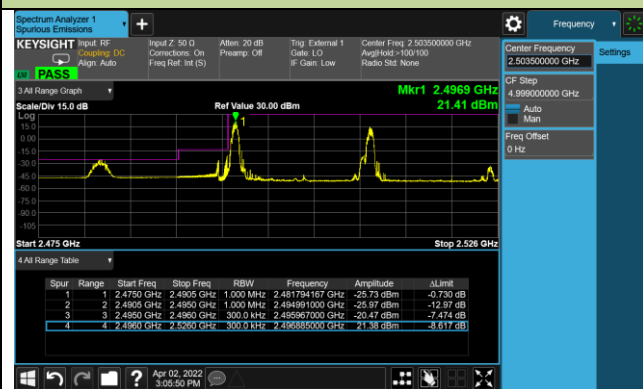 Spectrum Analyzer 1
Spurious Emissions
Frequency
KEYSIGHT Input: RF
Coupling: DC
Align: Auto
Input Z: 50 Ω
Corrections: On
Freq Ref: Int (S)
Atten: 20 dB
Preamp: Off
Trig: External 1
Gate: LO
IF Gain: Low
Center Freq: 2.503500000 GHz
Avg|Hold:>100/100
Radio Std: None
PASS
Center Frequency
2.503500000 GHz
Settings
CF Step
4.999000000 GHz
Auto
Man
Freq Offset
0 Hz
3 All Range Graph
Mkr1 2.4969 GHz
Scale/Div 15.0 dB Ref Value 30.00 dBm 21.41 dBm
Log
15.0
0.00
-15.0
-30.0
-45.0
-60.0
-75.0
-90.0
-105
1
Start 2.475 GHz Stop 2.526 GHz
4 All Range Table
Spur Range Start Freq Stop Freq RBW Frequency Amplitude ΔLimit
1 1 2.4750 GHz 2.4905 GHz 1.000 MHz 2.481794167 GHz -25.73 dBm -0.730 dB
2 2 2.4905 GHz 2.4950 GHz 1.000 MHz 2.494991000 GHz -25.97 dBm -12.97 dB
3 3 2.4950 GHz 2.4960 GHz 300.0 kHz 2.495967000 GHz -20.47 dBm -7.474 dB
4 4 2.4960 GHz 2.5260 GHz 300.0 kHz 2.496885000 GHz 21.38 dBm -8.617 dB
Apr 02, 2022
3:05:50 PM